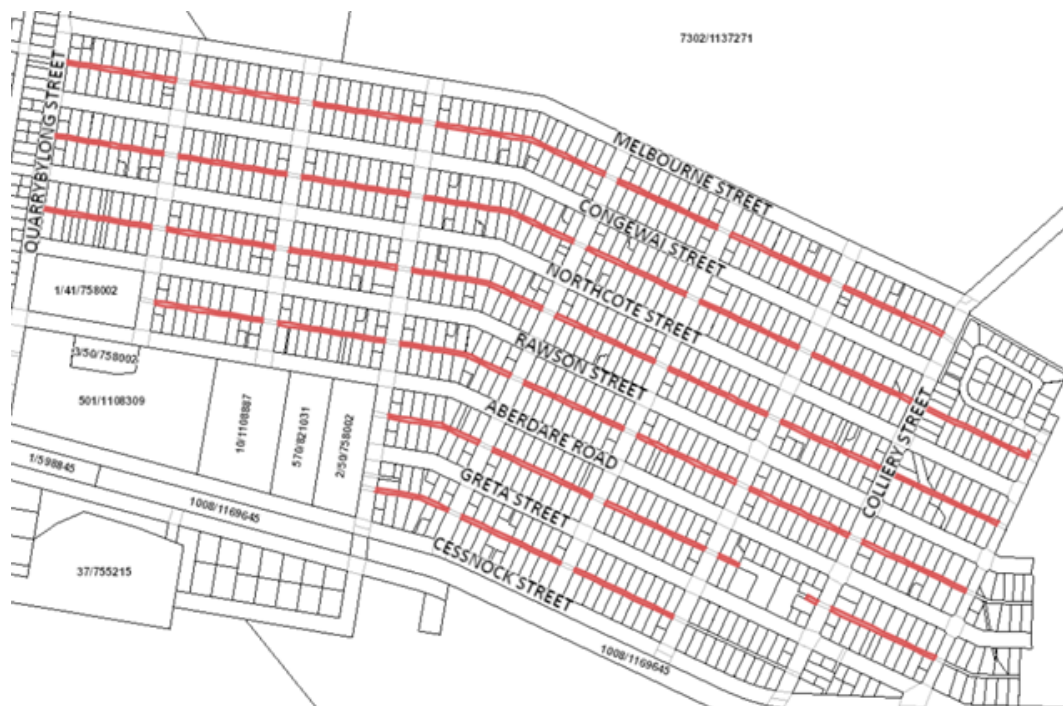 7302/1137271
QUARRYBYLONG STREET
MELBOURNE STREET
CONGEWAI STREET
NORTHCOTE STREET
RAWSON STREET
ABERDARE ROAD
GRETA STREET
CESSNOCK STREET
COLLIERY STREET
1/41/758002
3/50/758002
501/1108309
10/1108887
570/821031
2/50/758002
1/598845
1008/1169645
37/755215
1008/1169645